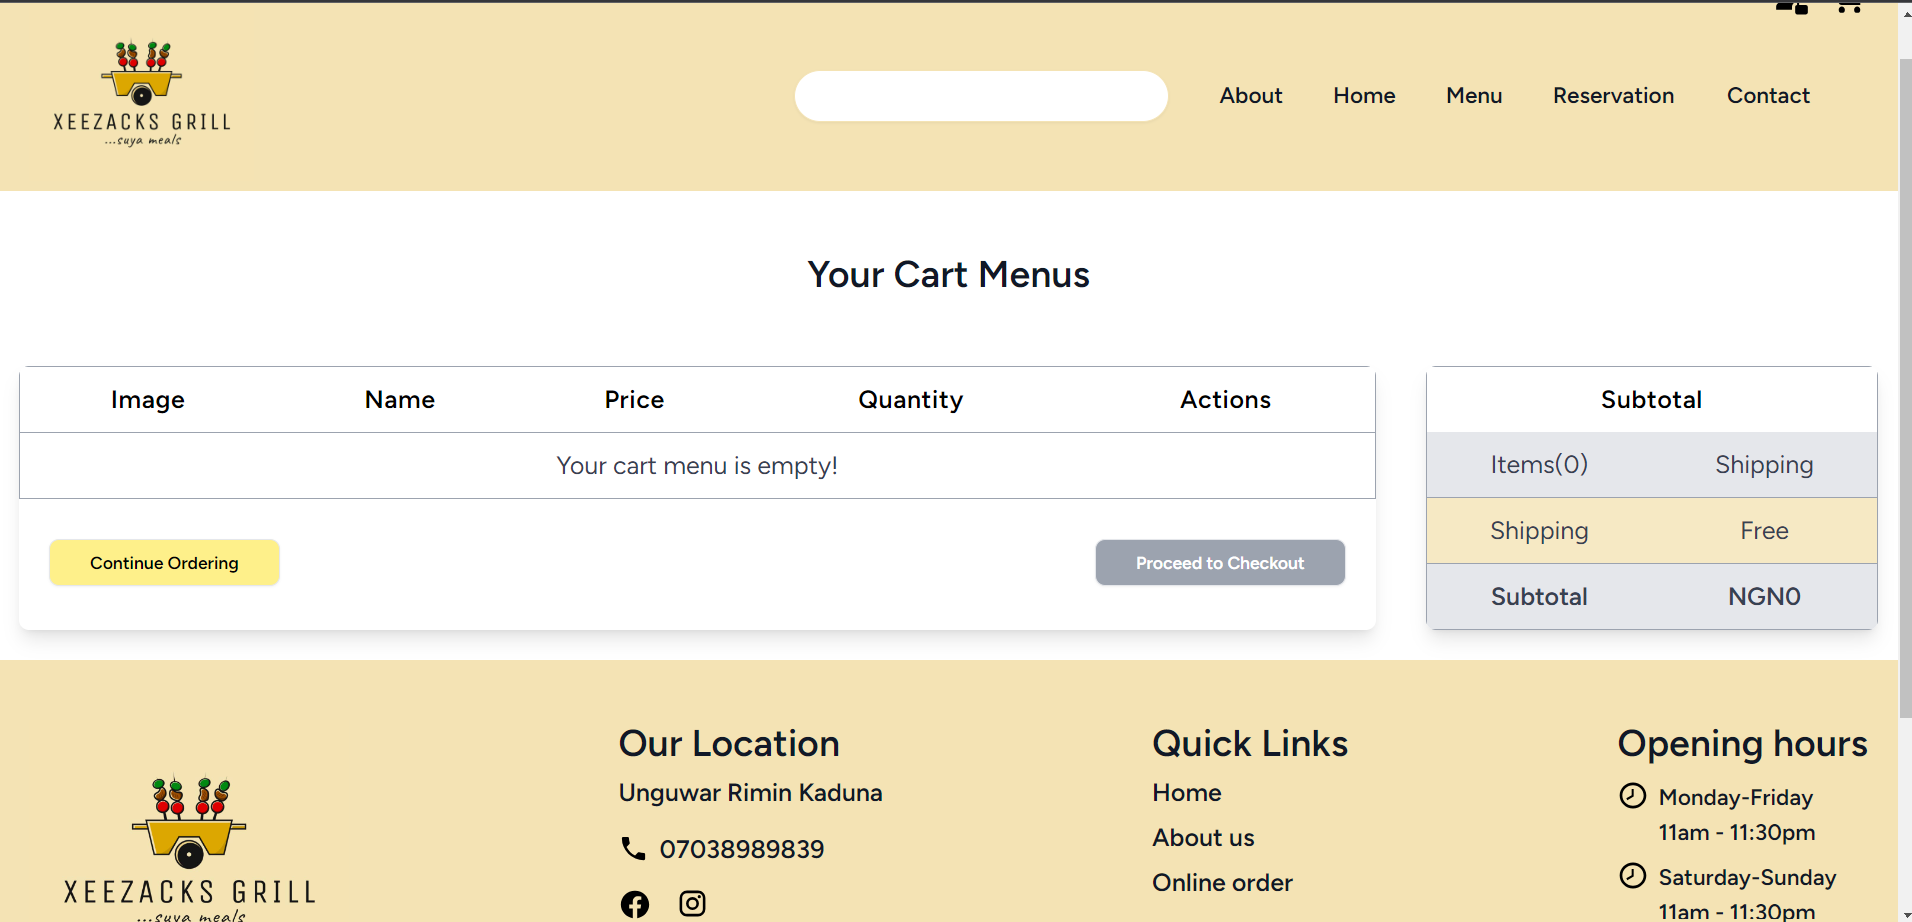 XEEZACKS GRILL
...suya meals
About Home Menu Reservation Contact
Your Cart Menus
Image Name Price Quantity Actions
Your cart menu is empty!
Continue Ordering
Proceed to Checkout
Subtotal
Items(0) Shipping
Shipping Free
Subtotal NGN0
XEEZACKS GRILL
...suya meals
Our Location
Unguwar Rimin Kaduna
07038989839
Quick Links
Home
About us
Online order
Opening hours
Monday-Friday
11am - 11:30pm
Saturday-Sunday
11am - 11:30pm